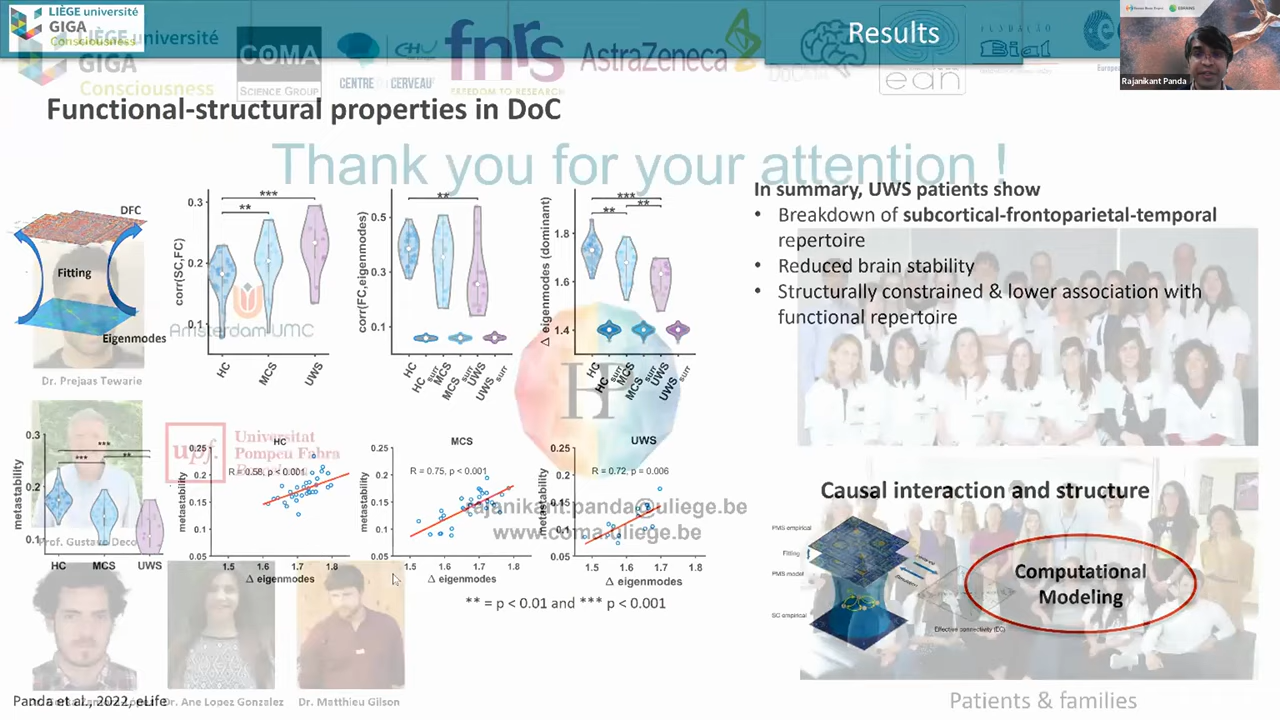 LIÈGE université
GIGA
Consciousness
LIÈGE université
GIGA
Consciousness
COMA
SCIENCE GROUP
CENTRE
CERVEAU
CHU
fnrs
FREEDOM TO RESEARCH
AstraZeneca
ean
Results
FUNDAÇÃO
Bial
Rajanikant Panda
Functional-structural properties in DoC
Thank you for your attention !
DFC
Fitting
Eigenmodes
Dr. Prejaas Tewarie
corr(SC,FC)
0.3
0.2
0.1
***
**
HC
MCS
UWS
Amsterdam UMC
corr(FC,eigenmodes)
0.5
0.3
0.1
**
HC
HC surr
MCS
MCS surr
UWS
UWS surr
Δ eigenmodes (dominant)
1.8
1.6
1.4
***
**
**
HC
HC surr
MCS
MCS surr
UWS
UWS surr
In summary, UWS patients show
• Breakdown of subcortical-frontoparietal-temporal
repertoire
• Reduced brain stability
• Structurally constrained & lower association with
functional repertoire
metastability
0.3
0.2
0.1
***
***
**
HC
MCS
UWS
Prof. Gustavo Deco
upf.
Universitat
Pompeu Fabra
HC
R = 0.58, p < 0.001
metastability
0.25
0.2
0.15
0.1
0.05
1.5
1.6
1.7
1.8
Δ eigenmodes
MCS
R = 0.75, p < 0.001
metastability
0.25
0.2
0.15
0.1
0.05
1.5
1.6
1.7
1.8
Δ eigenmodes
UWS
R = 0.72, p = 0.006
metastability
0.25
0.2
0.15
0.1
0.05
1.5
1.6
1.7
1.8
Δ eigenmodes
rajanikant.panda@uliege.be
www.coma.uliege.be
** = p < 0.01 and *** p < 0.001
Causal interaction and structure
PMS empirical
Fitting
PMS model
SC empirical
Effective connectivity (EC)
Computational
Modeling
Panda et al., 2022, eLife
Dr. Ane Lopez Gonzalez
Dr. Matthieu Gilson
Patients & families